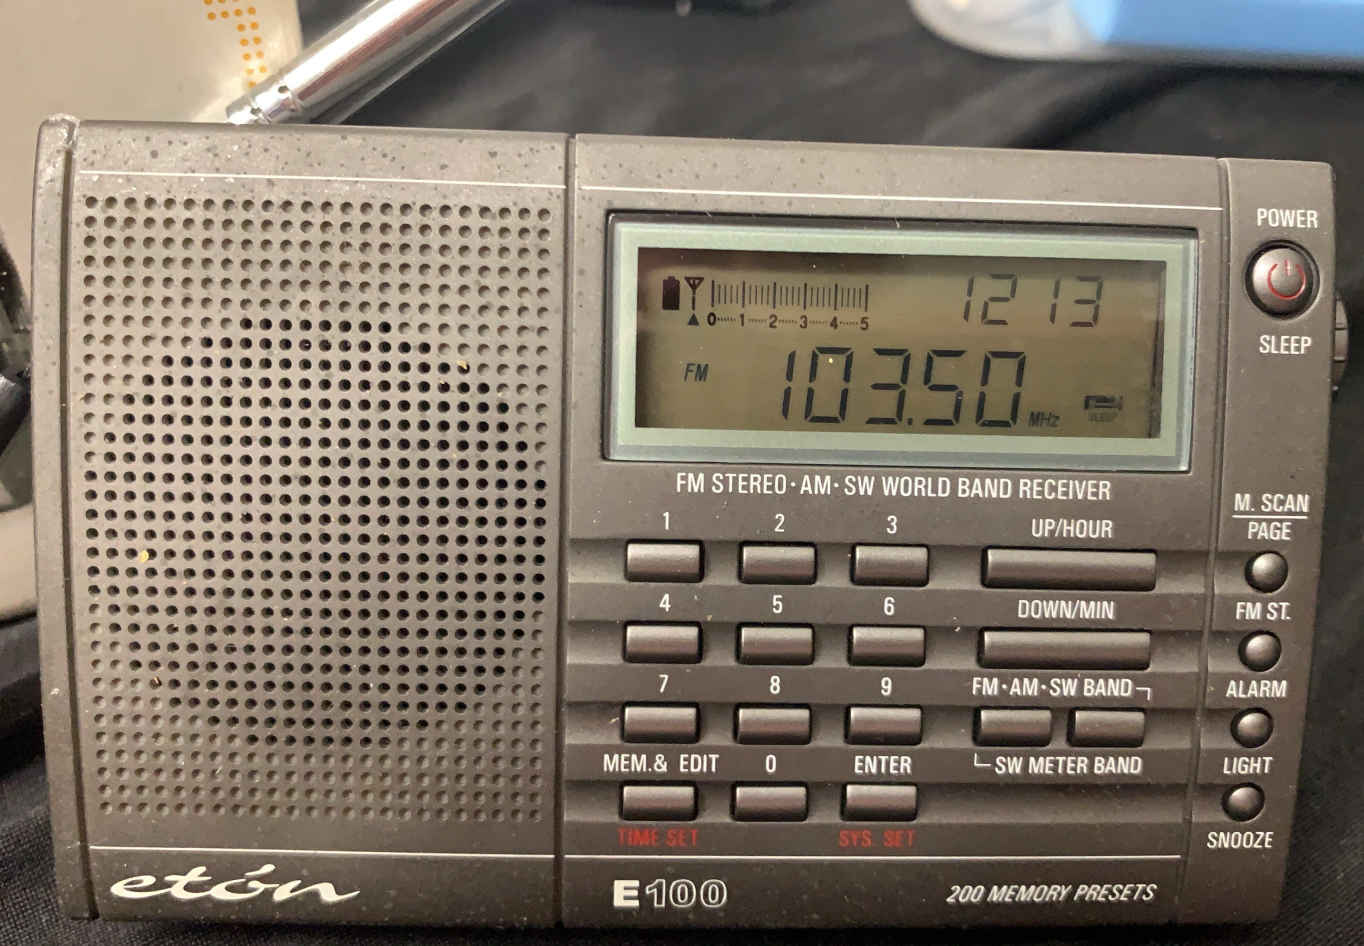 POWER
1213
0 1 2 3 4 5
FM 103.50 MHz
SLEEP
SLEEP
FM STEREO·AM·SW WORLD BAND RECEIVER
M. SCAN
PAGE
1 2 3 UP/HOUR
4 5 6 DOWN/MIN
FM ST.
7 8 9 FM·AM·SW BAND
ALARM
MEM.& EDIT 0 ENTER SW METER BAND
LIGHT
TIME SET SYS. SET
SNOOZE
etón E100 200 MEMORY PRESETS